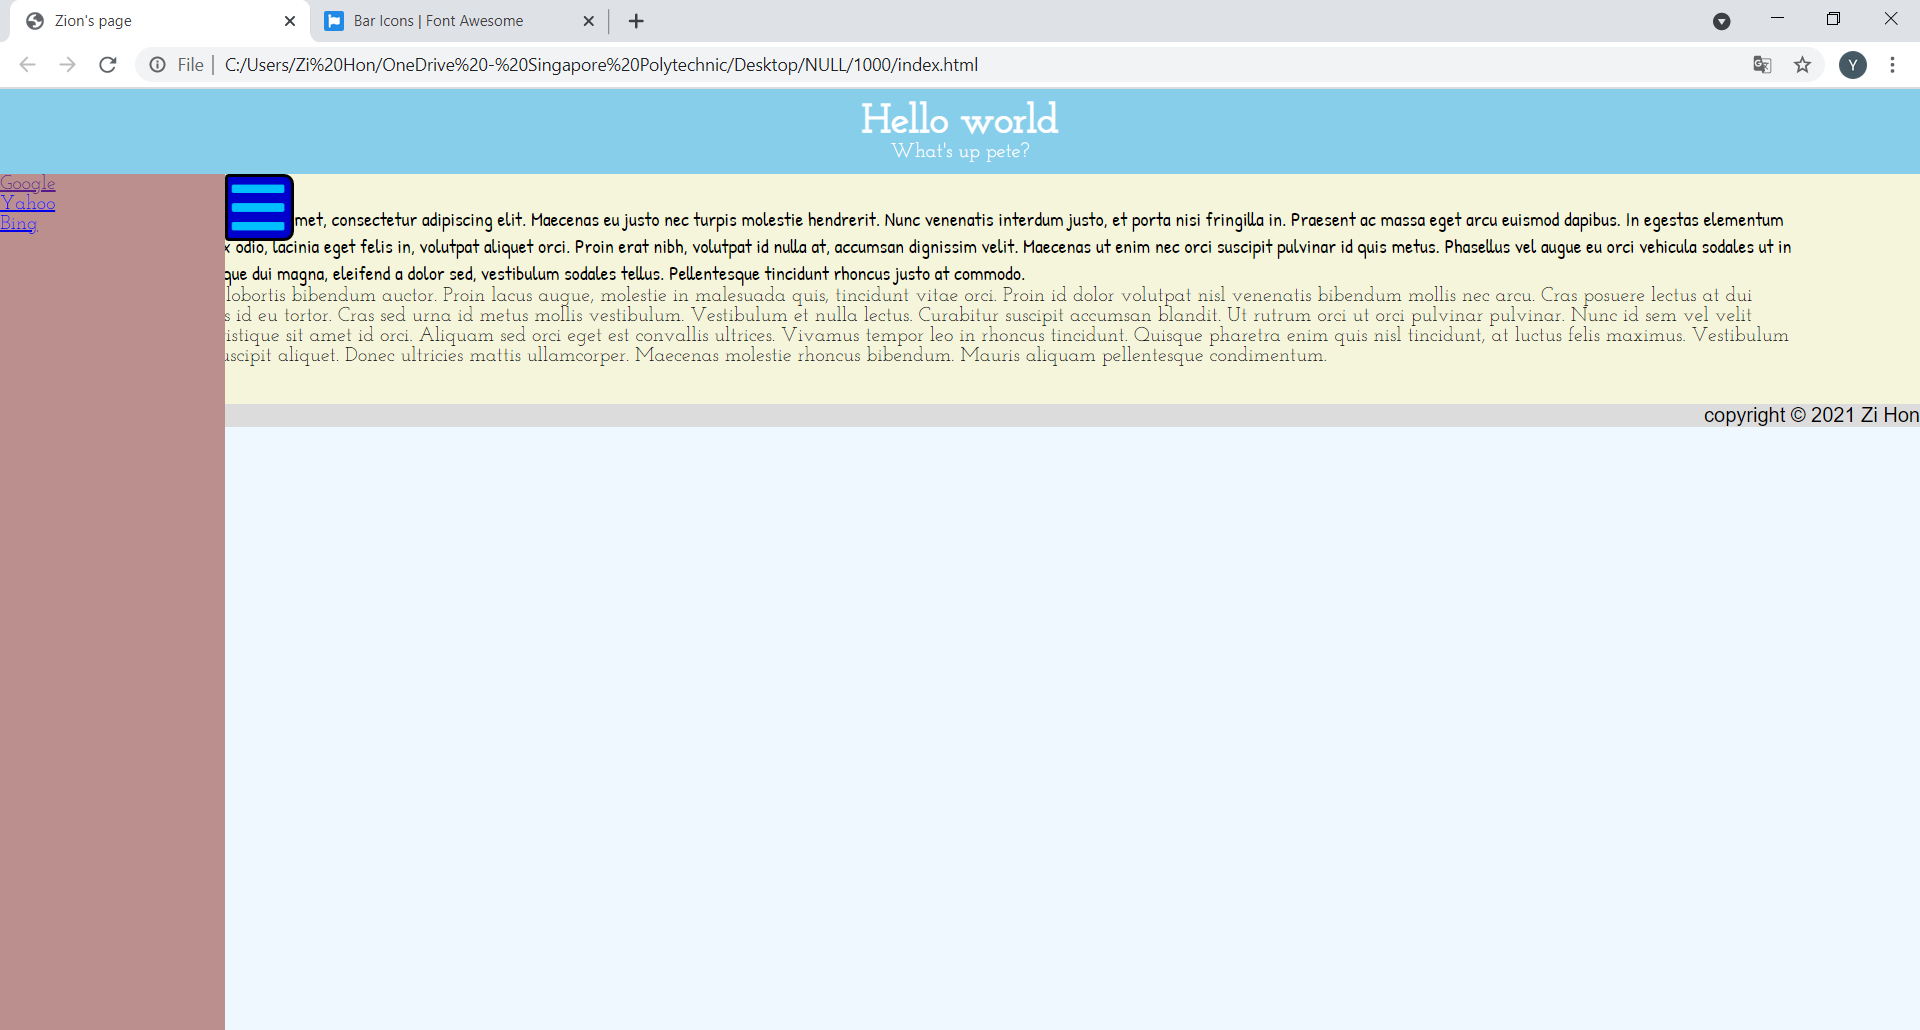 Zion's page
Bar Icons | Font Awesome
File | C:/Users/Zi%20Hon/OneDrive%20-%20Singapore%20Polytechnic/Desktop/NULL/1000/index.html
Y
Hello world
What's up pete?
Google
Yahoo
Bing
met, consectetur adipiscing elit. Maecenas eu justo nec turpis molestie hendrerit. Nunc venenatis interdum justo, et porta nisi fringilla in. Praesent ac massa eget arcu euismod dapibus. In egestas elementum
x odio, lacinia eget felis in, volutpat aliquet orci. Proin erat nibh, volutpat id nulla at, accumsan dignissim velit. Maecenas ut enim nec orci suscipit pulvinar id quis metus. Phasellus vel augue eu orci vehicula sodales ut in
que dui magna, eleifend a dolor sed, vestibulum sodales tellus. Pellentesque tincidunt rhoncus justo at commodo.
lobortis bibendum auctor. Proin lacus augue, molestie in malesuada quis, tincidunt vitae orci. Proin id dolor volutpat nisl venenatis bibendum mollis nec arcu. Cras posuere lectus at dui
s id eu tortor. Cras sed urna id metus mollis vestibulum. Vestibulum et nulla lectus. Curabitur suscipit accumsan blandit. Ut rutrum orci ut orci pulvinar pulvinar. Nunc id sem vel velit
istique sit amet id orci. Aliquam sed orci eget est convallis ultrices. Vivamus tempor leo in rhoncus tincidunt. Quisque pharetra enim quis nisl tincidunt, at luctus felis maximus. Vestibulum
uscipit aliquet. Donec ultricies mattis ullamcorper. Maecenas molestie rhoncus bibendum. Mauris aliquam pellentesque condimentum.
copyright © 2021 Zi Hon